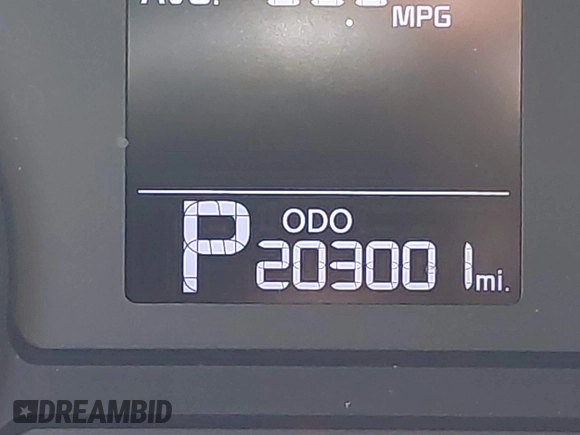 MPG
ODO
P 203001 mi.
DREAMBID